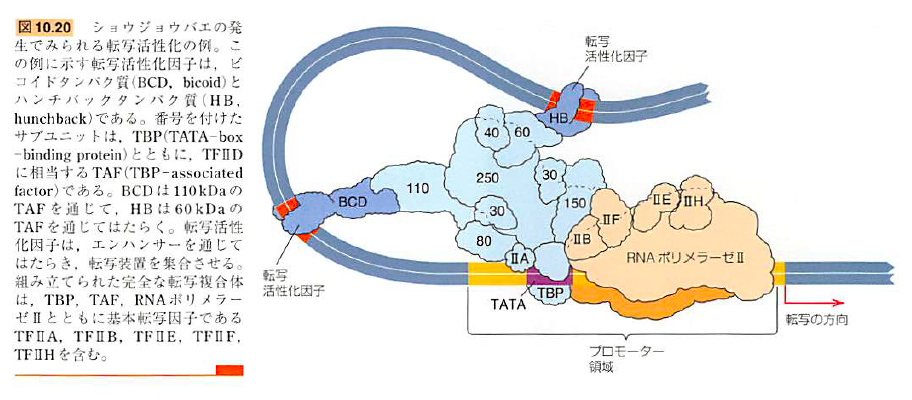 図 10.20 ショウジョウバエの発
生でみられる転写活性化の例。こ
の例に示す転写活性化因子は，ビ
コイドタンパク質(BCD，bicoid)と
ハンチバックタンパク質(HB，
hunchback)である。番号を付けた
サブユニットは，TBP(TATA-box
-binding protein)とともに，TFⅡD
に相当するTAF(TBP-associated
factor)である。BCDは110kDaの
TAFを通じて，HBは60kDaの
TAFを通じてはたらく。転写活性
化因子は，エンハンサーを通じて
はたらき，転写装置を集合させる。
組み立てられた完全な転写複合体
は，TBP，TAF，RNAポリメラー
ゼⅡとともに基本転写因子である
TFⅡA，TFⅡB，TFⅡE，TFⅡF，
TFⅡHを含む。
転写
活性化因子
HB
40
60
250
30
110
BCD
150
30
80
ⅡA
ⅡB
ⅡF
ⅡE
ⅡH
RNAポリメラーゼⅡ
転写
活性化因子
TATA
TBP
転写の方向
プロモーター
領域